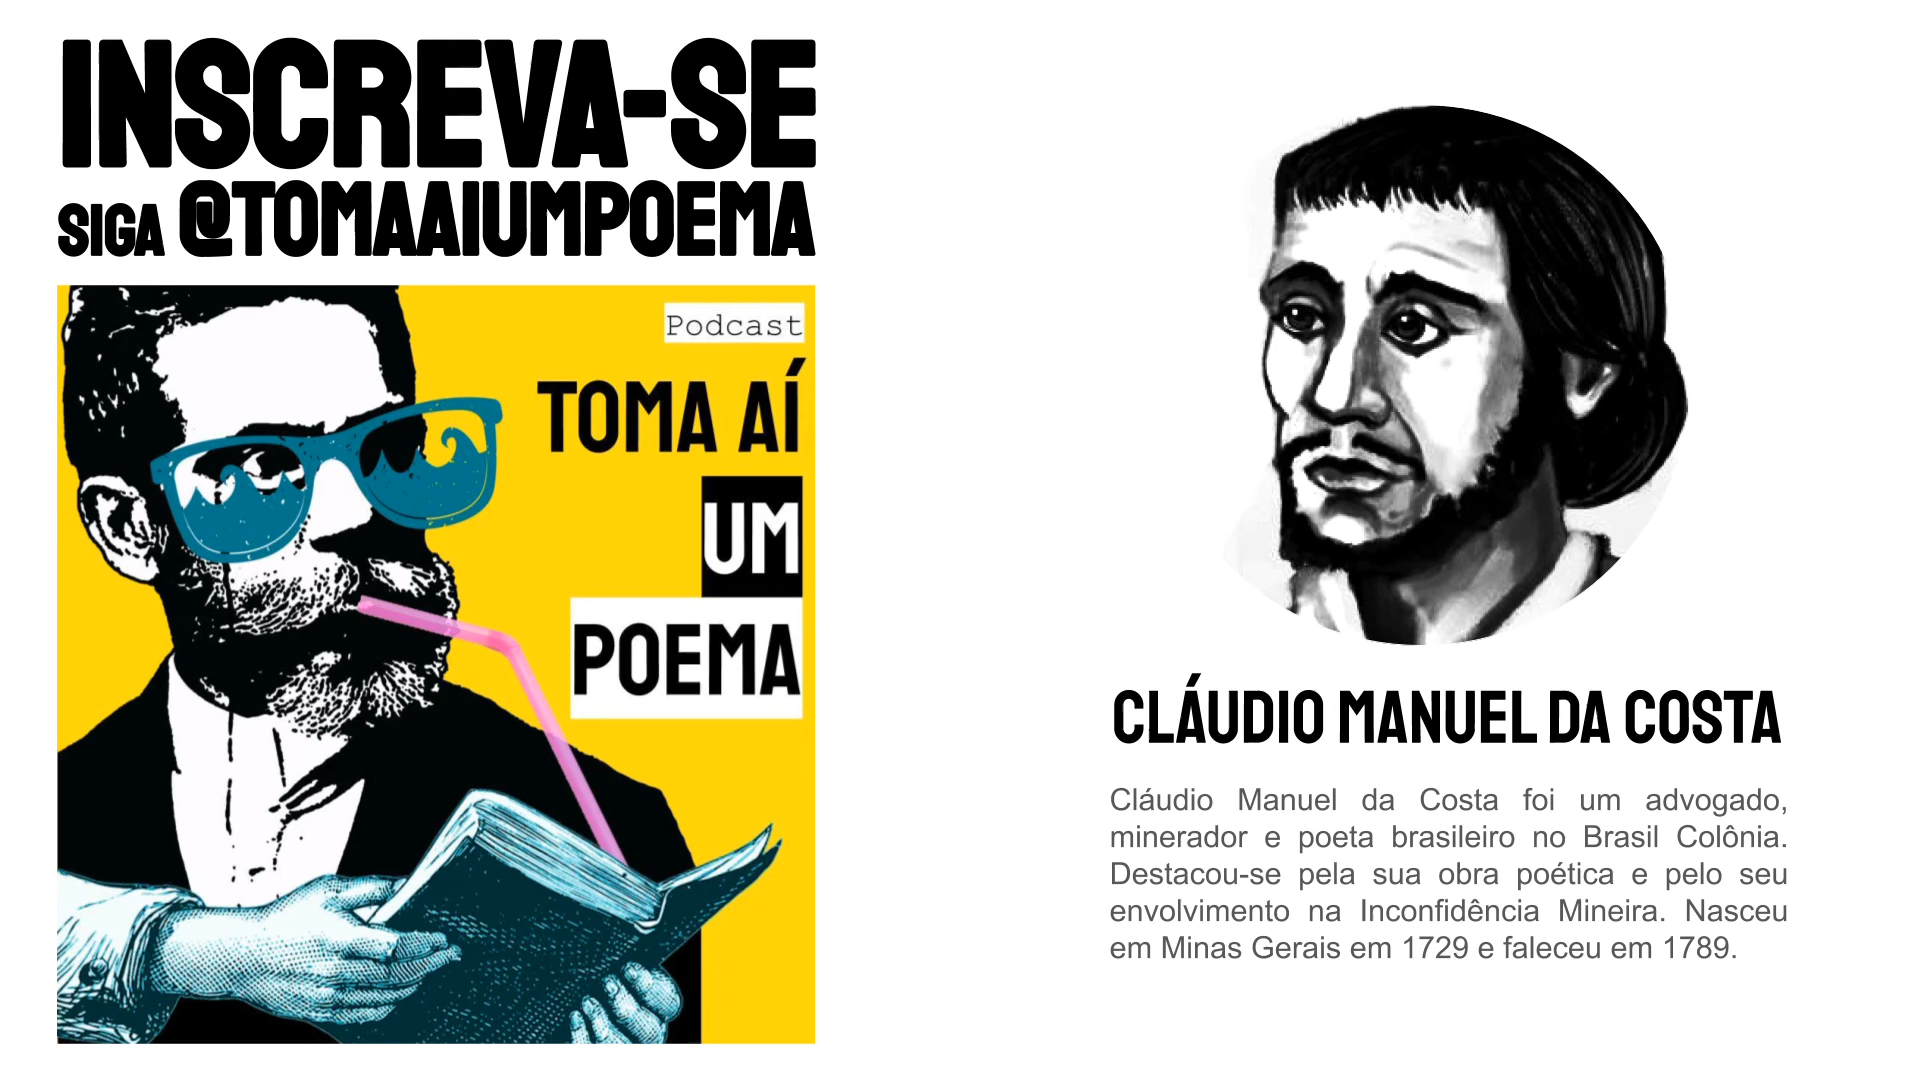 INSCREVA-SE
SIGA @TOMAAIUMPOEMA
Podcast
TOMA AÍ
UM
POEMA
CLÁUDIO MANUEL DA COSTA
Cláudio Manuel da Costa foi um advogado,
minerador e poeta brasileiro no Brasil Colônia.
Destacou-se pela sua obra poética e pelo seu
envolvimento na Inconfidência Mineira. Nasceu
em Minas Gerais em 1729 e faleceu em 1789.